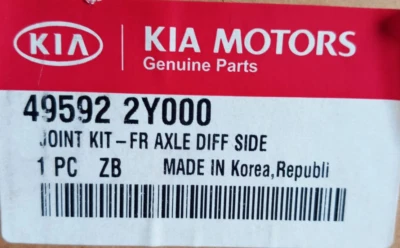 KIA KIA MOTORS
Genuine Parts
49592 2Y000
JOINT KIT-FR AXLE DIFF SIDE
1 PC ZB MADE IN Korea,Republi